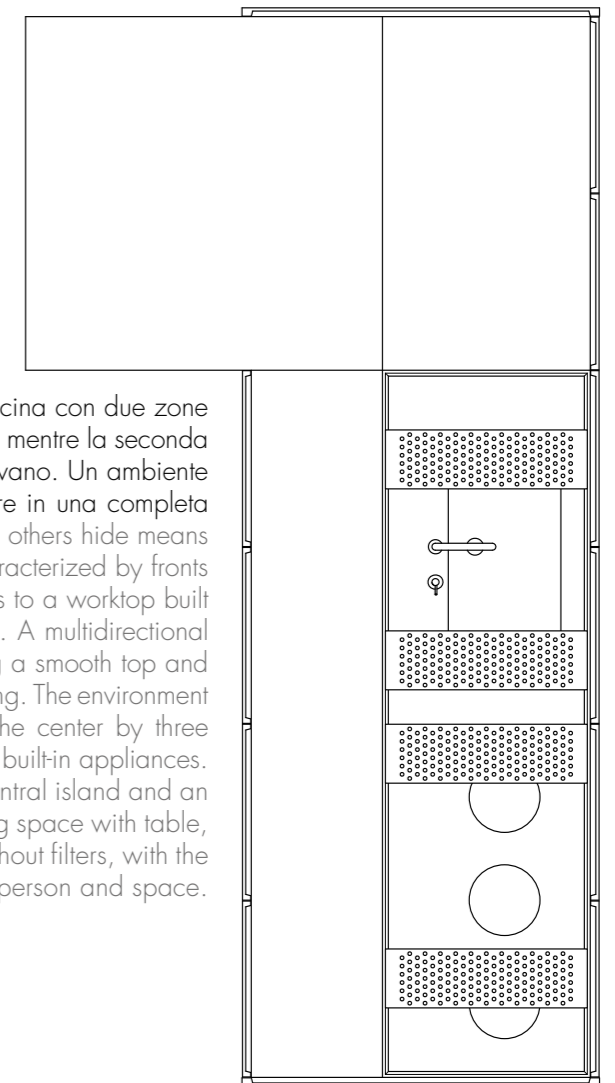 cina con due zone
mentre la seconda
vano. Un ambiente
re in una completa
others hide means
racterized by fronts
s to a worktop built
. A multidirectional
g a smooth top and
ng. The environment
he center by three
built-in appliances.
ntral island and an
g space with table,
hout filters, with the
person and space.